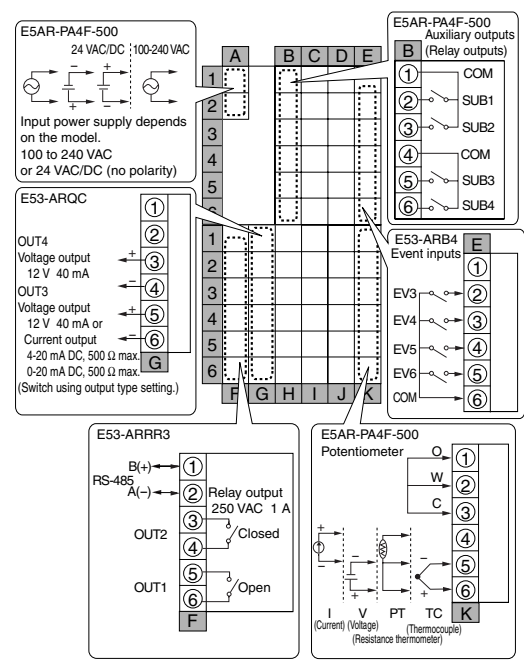 E5AR-PA4F-500
24 VAC/DC 100-240 VAC
− + ~
+ −
Input power supply depends
on the model.
100 to 240 VAC
or 24 VAC/DC (no polarity)
A B C D E
1
2
3
4
5
6
1
2
3
4
5
6
F G H I J K
E5AR-PA4F-500
Auxiliary outputs
(Relay outputs)
B
1 COM
2 SUB1
3 SUB2
4 COM
5 SUB3
6 SUB4
E53-ARQC
1
2
OUT4
Voltage output + 3
12 V 40 mA
OUT3 − 4
Voltage output + 5
12 V 40 mA or
Current output − 6
4-20 mA DC, 500 Ω max.
0-20 mA DC, 500 Ω max.
G
(Switch using output type setting.)
E53-ARB4
Event inputs
E
1
EV3 2
EV4 3
EV5 4
EV6 5
COM 6
E53-ARRR3
B(+) 1
RS-485
A(−) 2
Relay output
250 VAC 1 A
3
OUT2 Closed
4
5
OUT1 Open
6
F
E5AR-PA4F-500
Potentiometer
O 1
W 2
C 3
4
5
6
+ −
− +
− +
I V PT TC K
(Current) (Voltage) (Thermocouple)
(Resistance thermometer)